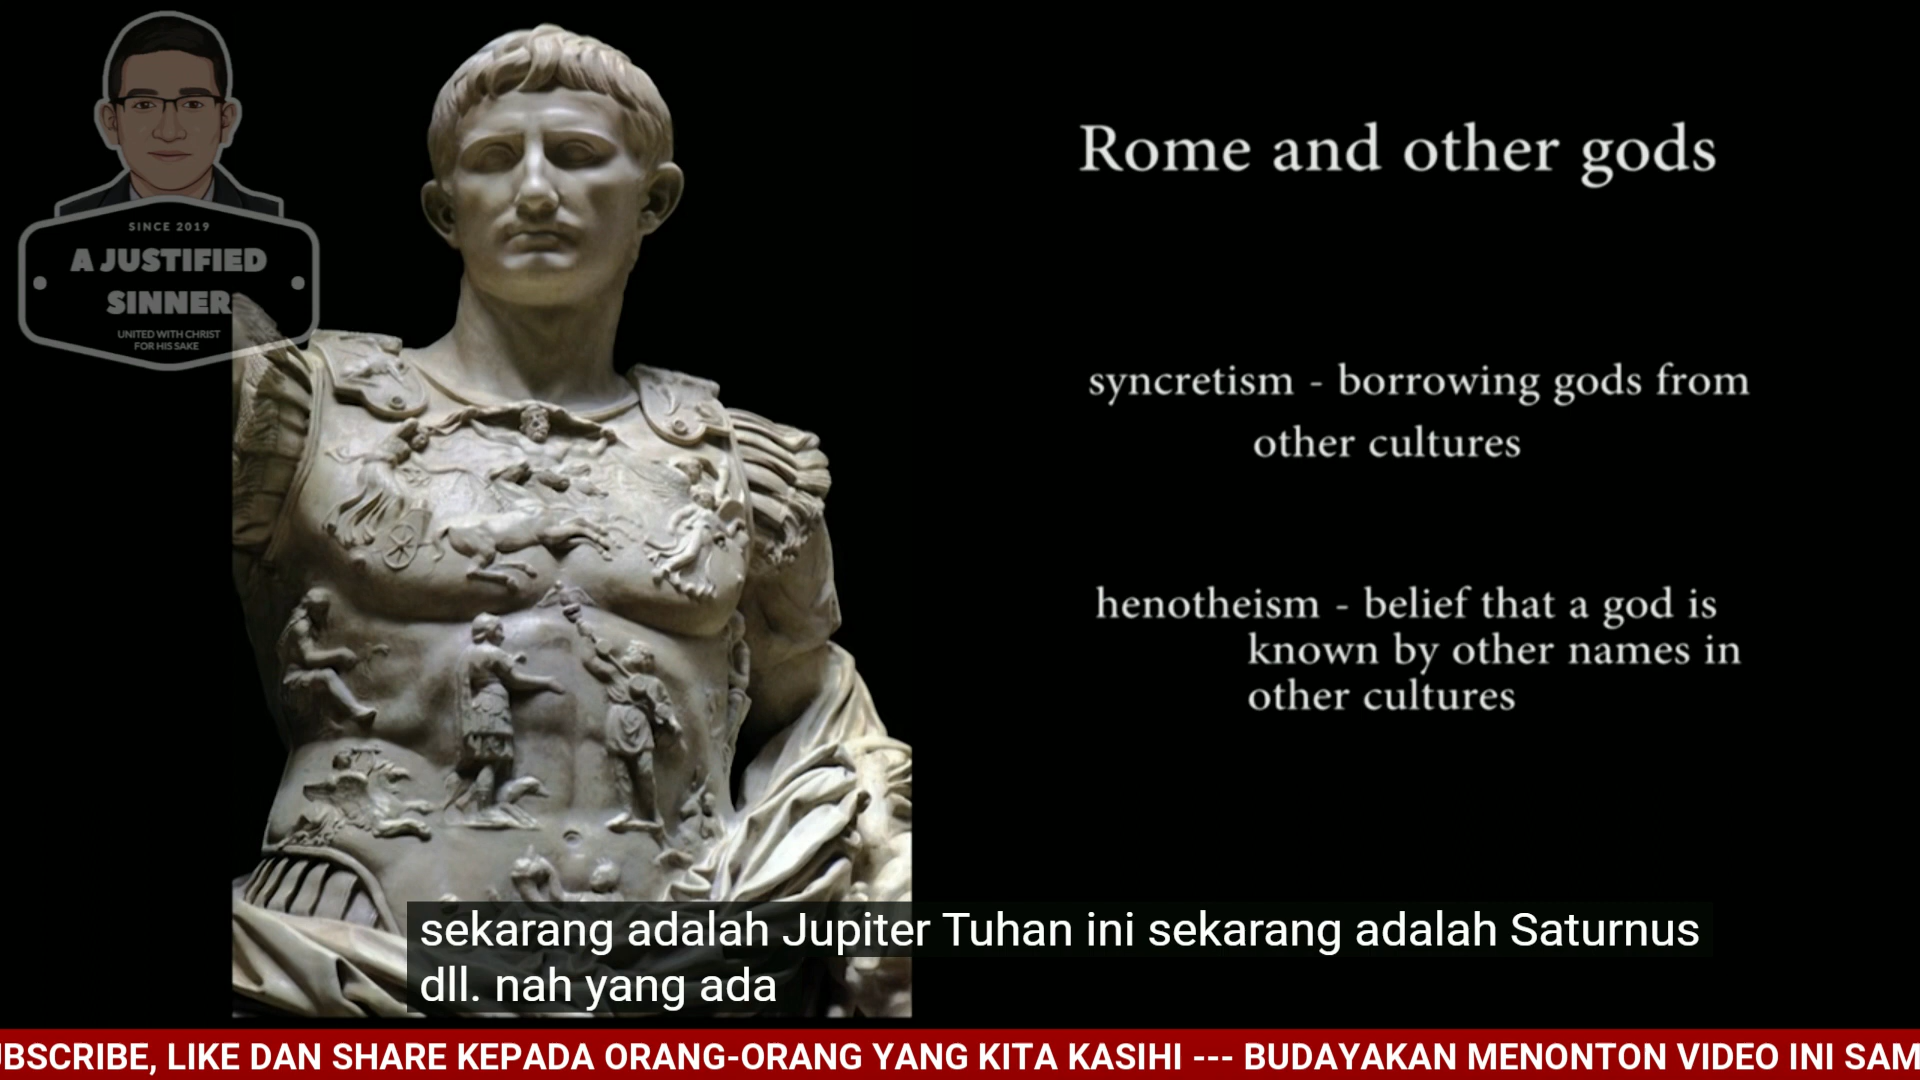 SINCE 2019
A JUSTIFIED
SINNER
UNITED WITH CHRIST
FOR HIS SAKE
Rome and other gods
syncretism - borrowing gods from
other cultures
henotheism - belief that a god is
known by other names in
other cultures
sekarang adalah Jupiter Tuhan ini sekarang adalah Saturnus
dll. nah yang ada
UBSCRIBE, LIKE DAN SHARE KEPADA ORANG-ORANG YANG KITA KASIHI --- BUDAYAKAN MENONTON VIDEO INI SAM